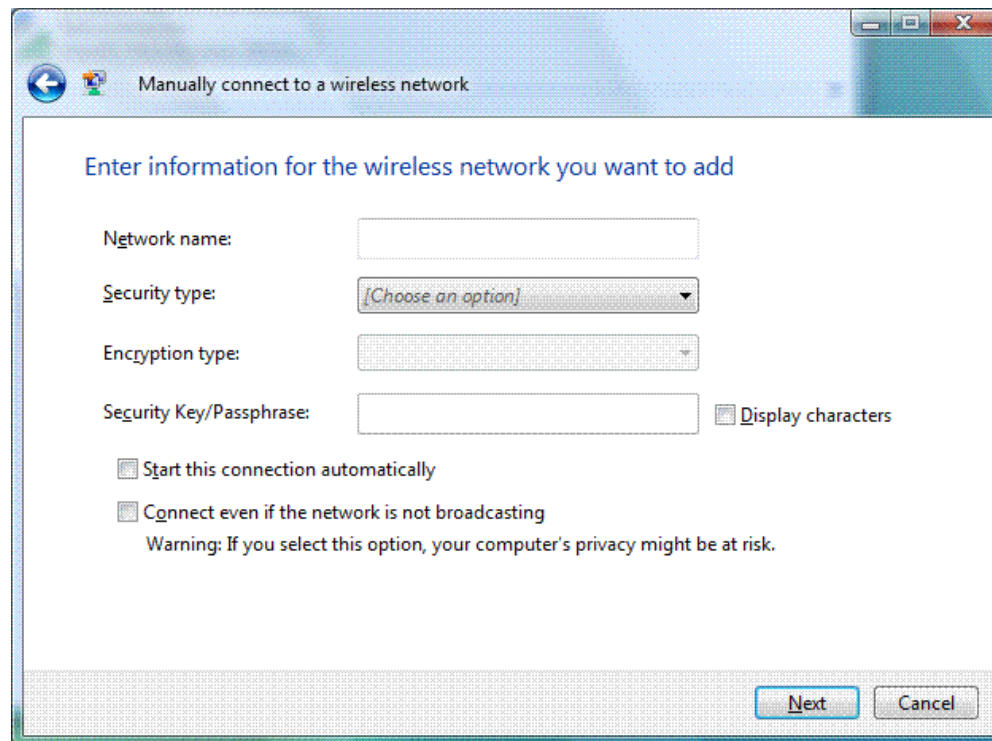 Manually connect to a wireless network
Enter information for the wireless network you want to add
Network name:
Security type:
[Choose an option]
Encryption type:
Security Key/Passphrase:
Display characters
Start this connection automatically
Connect even if the network is not broadcasting
Warning: If you select this option, your computer's privacy might be at risk.
Next
Cancel